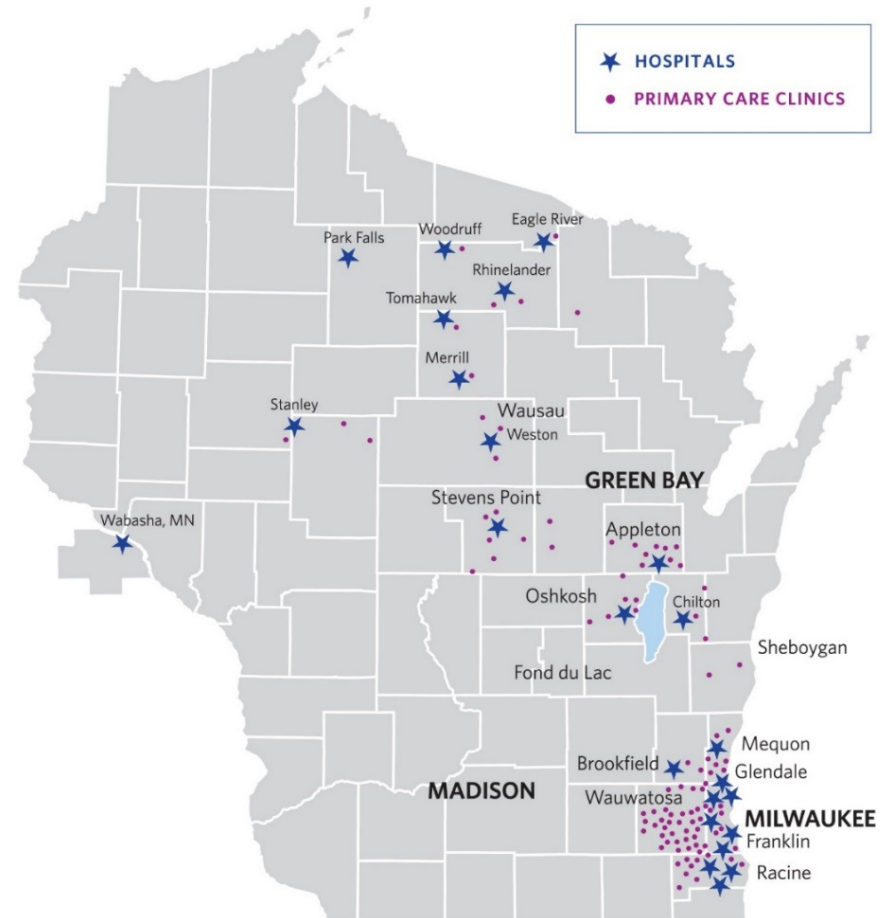 HOSPITALS
PRIMARY CARE CLINICS
Eagle River
Woodruff
Park Falls
Rhinelander
Tomahawk
Merrill
Stanley
Wausau
Weston
GREEN BAY
Stevens Point
Wabasha, MN
Appleton
Oshkosh
Chilton
Sheboygan
Fond du Lac
Mequon
Brookfield
Glendale
MADISON
Wauwatosa
MILWAUKEE
Franklin
Racine